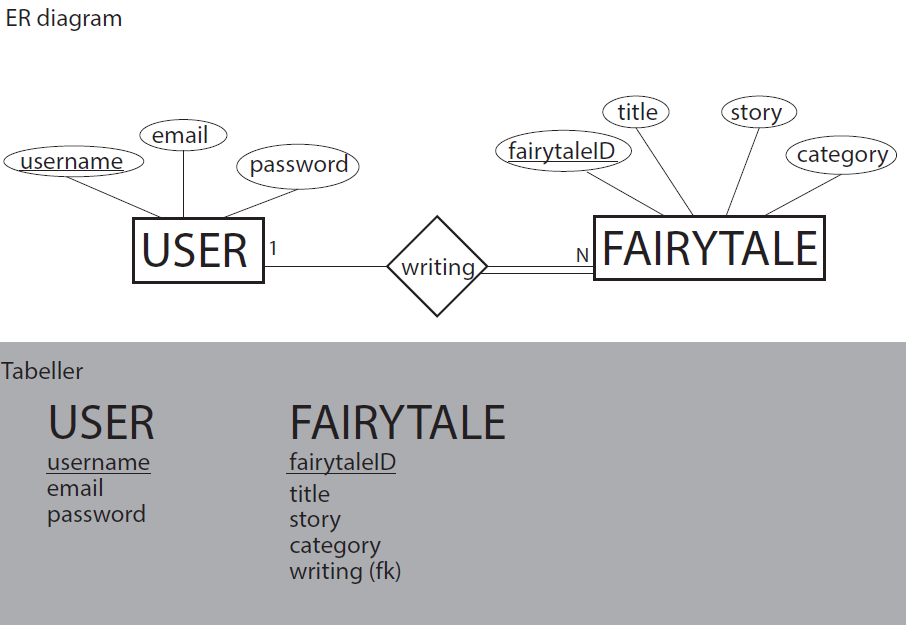 ER diagram
username
email
password
fairytaleID
title
story
category
USER
1
writing
N
FAIRYTALE
Tabeller
USER
username
email
password
FAIRYTALE
fairytaleID
title
story
category
writing (fk)